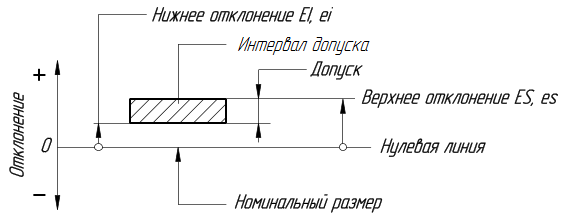 Нижнее отклонение EI, ei
Интервал допуска
Допуск
+
Верхнее отклонение ES, es
Отклонение
0
Нулевая линия
−
Номинальный размер